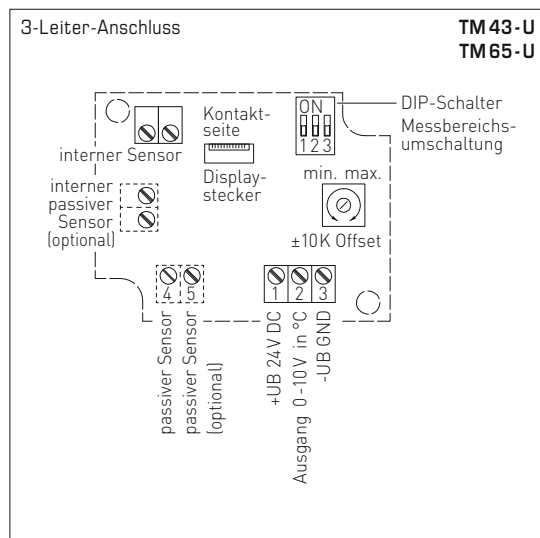 3-Leiter-Anschluss
TM43-U
TM65-U
ON
1 2 3
DIP-Schalter
Messbereichs-
umschaltung
Kontakt-
seite
interner Sensor
Display-
stecker
min. max.
interner
passiver
Sensor
(optional)
±10K Offset
4 5
1 2 3
passiver Sensor
passiver Sensor
(optional)
+UB 24V DC
Ausgang 0-10V in °C
-UB GND